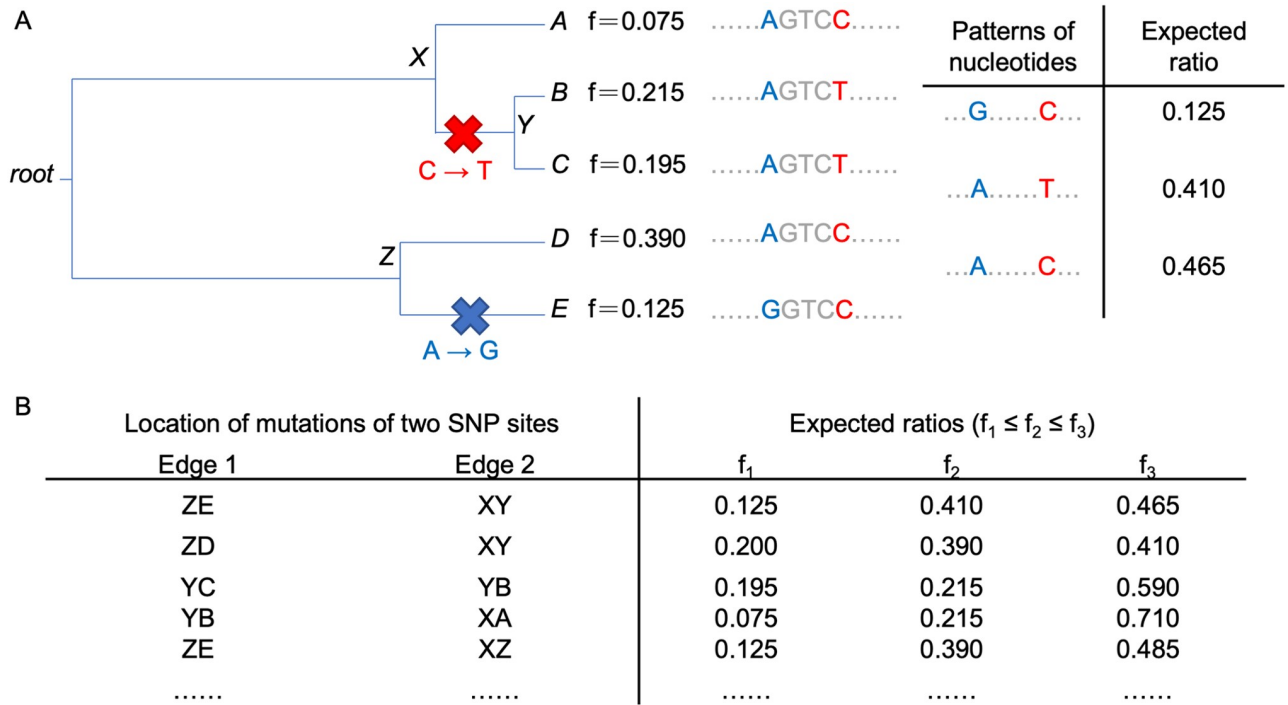 A
X
A f=0.075 ......AGTCC......
B f=0.215 ......AGTCT......
Y
C → T
C f=0.195 ......AGTCT......
root
D f=0.390 ......AGTCC......
Z
E f=0.125 ......GGTCC......
A → G
Patterns of nucleotides Expected ratio
...G......C... 0.125
...A......T... 0.410
...A......C... 0.465
B
Location of mutations of two SNP sites Expected ratios (f1 ≤ f2 ≤ f3)
Edge 1 Edge 2 f1 f2 f3
ZE XY 0.125 0.410 0.465
ZD XY 0.200 0.390 0.410
YC YB 0.195 0.215 0.590
YB XA 0.075 0.215 0.710
ZE XZ 0.125 0.390 0.485
...... ...... ...... ...... ......